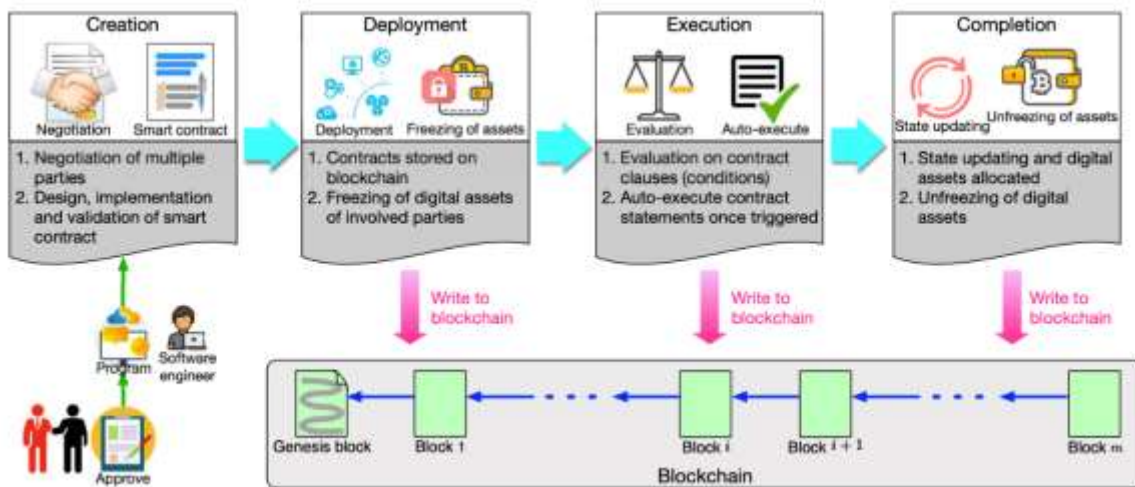 Creation
Negotiation
Smart contract
1. Negotiation of multiple
parties
2. Design, implementation
and validation of smart
contract
Deployment
Deployment
Freezing of assets
1. Contracts stored on
blockchain
2. Freezing of digital assets
of involved parties
Execution
Evaluation
Auto-execute
1. Evaluation on contract
clauses (conditions)
2. Auto-execute contract
statements once triggered
Completion
State updating
Unfreezing of assets
1. State updating and digital
assets allocated
2. Unfreezing of digital
assets
Program
Software
engineer
Approve
Write to
blockchain
Write to
blockchain
Write to
blockchain
Genesis block
Block 1
Block i
Block i + 1
Block m
Blockchain